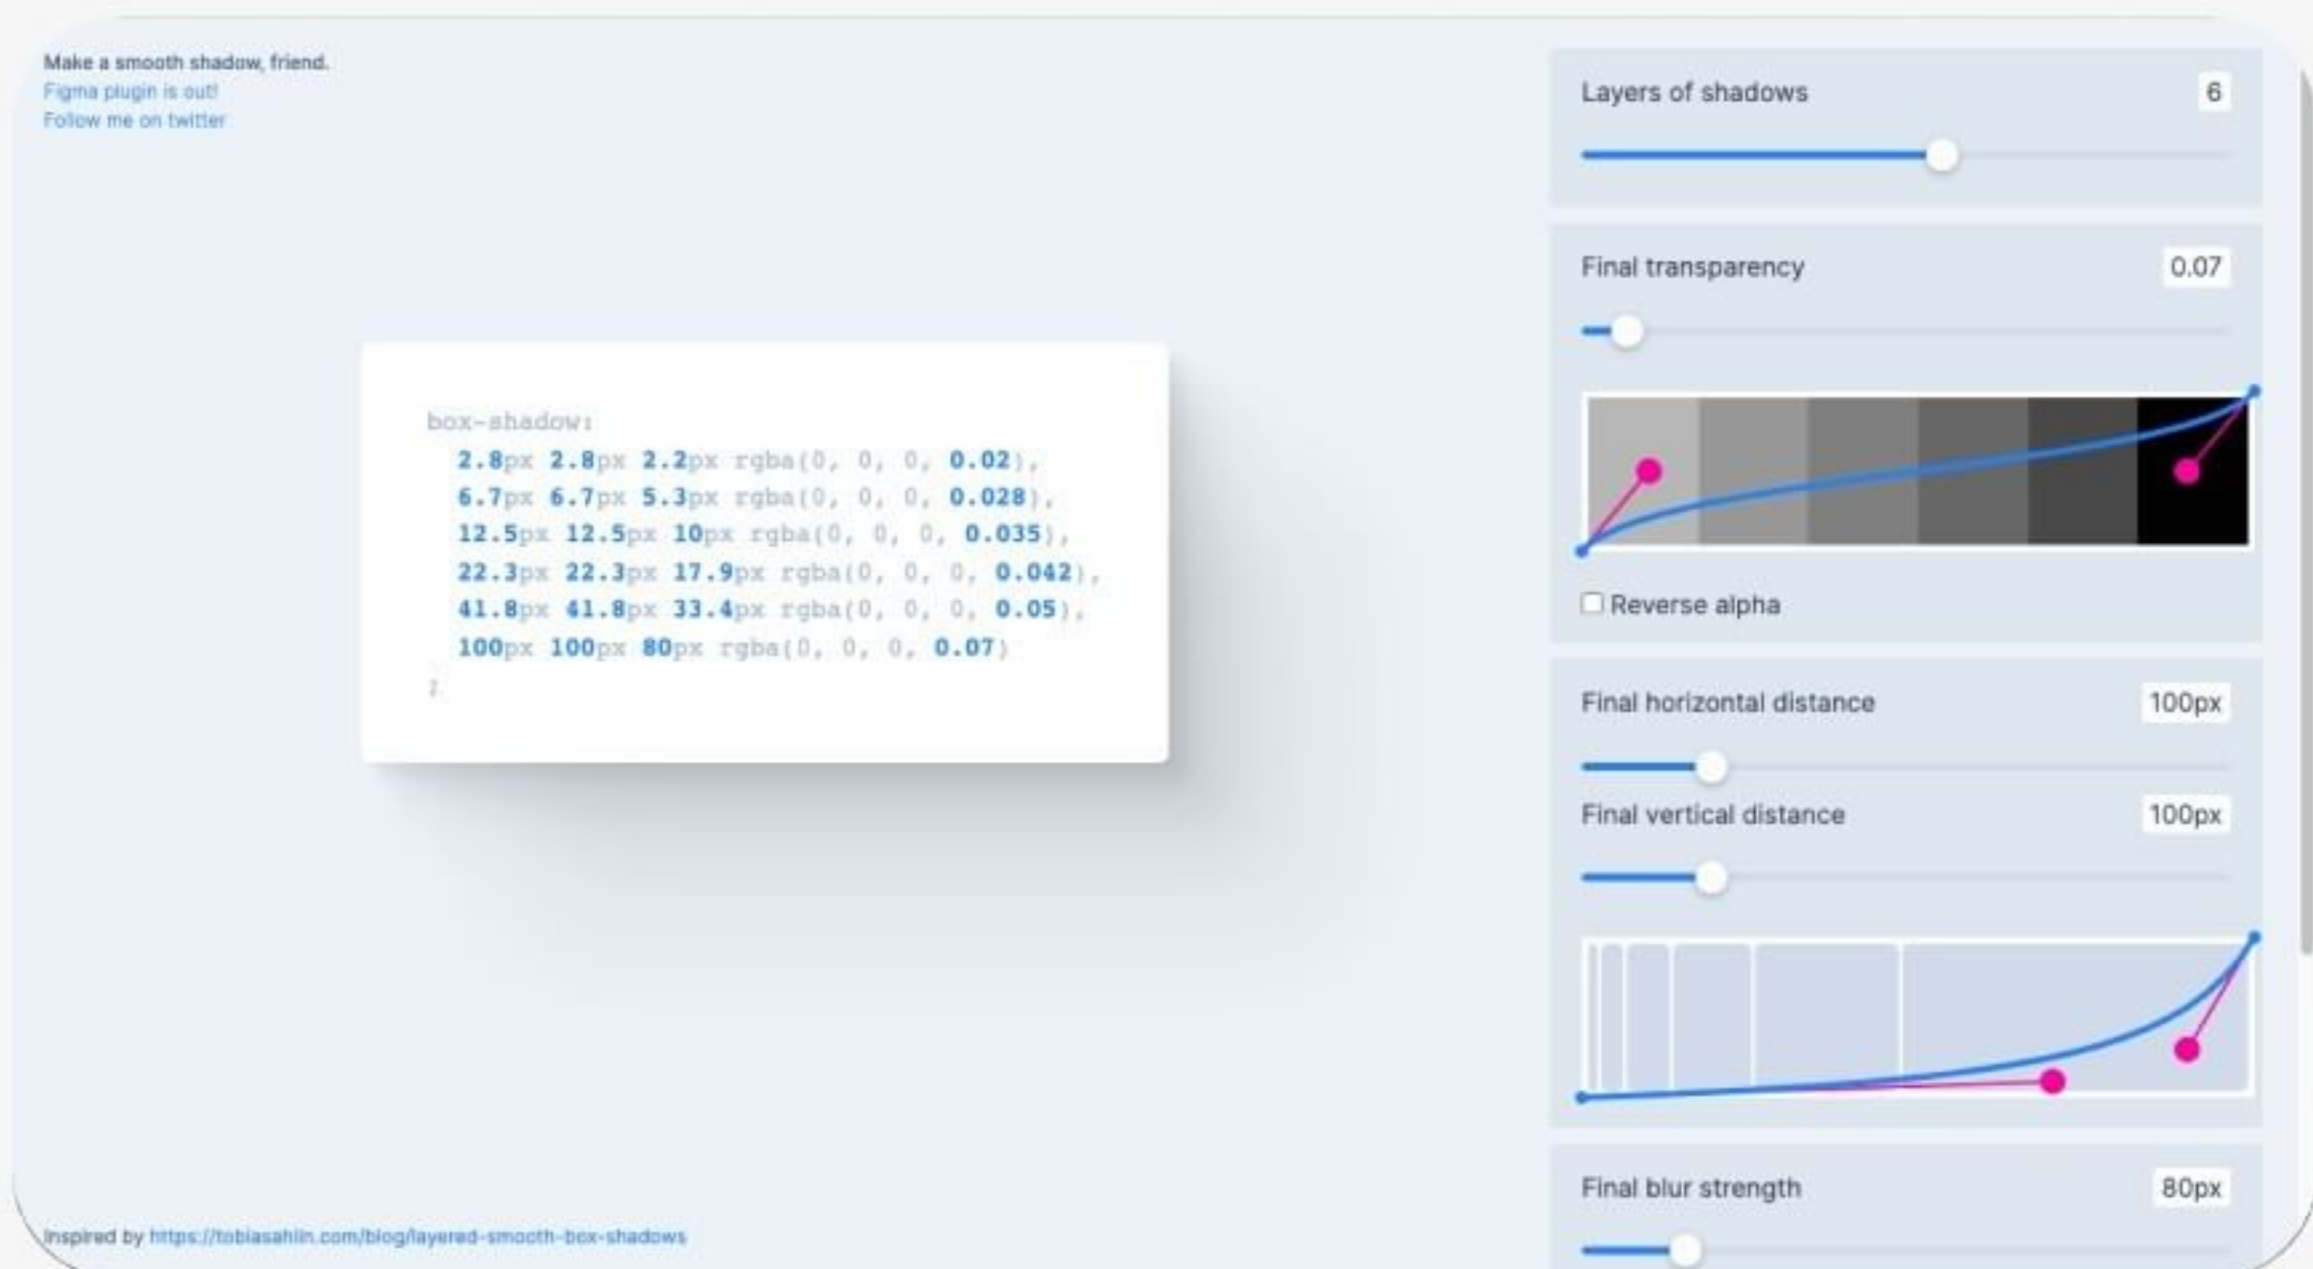 Make a smooth shadow, friend.
Figma plugin is out!
Follow me on twitter
box-shadow:
2.8px 2.8px 2.2px rgba(0, 0, 0, 0.02),
6.7px 6.7px 5.3px rgba(0, 0, 0, 0.028),
12.5px 12.5px 10px rgba(0, 0, 0, 0.035),
22.3px 22.3px 17.9px rgba(0, 0, 0, 0.042),
41.8px 41.8px 33.4px rgba(0, 0, 0, 0.05),
100px 100px 80px rgba(0, 0, 0, 0.07)
;
Inspired by https://tobiasahlin.com/blog/layered-smooth-box-shadows
Layers of shadows 6
Final transparency 0.07
Reverse alpha
Final horizontal distance 100px
Final vertical distance 100px
Final blur strength 80px